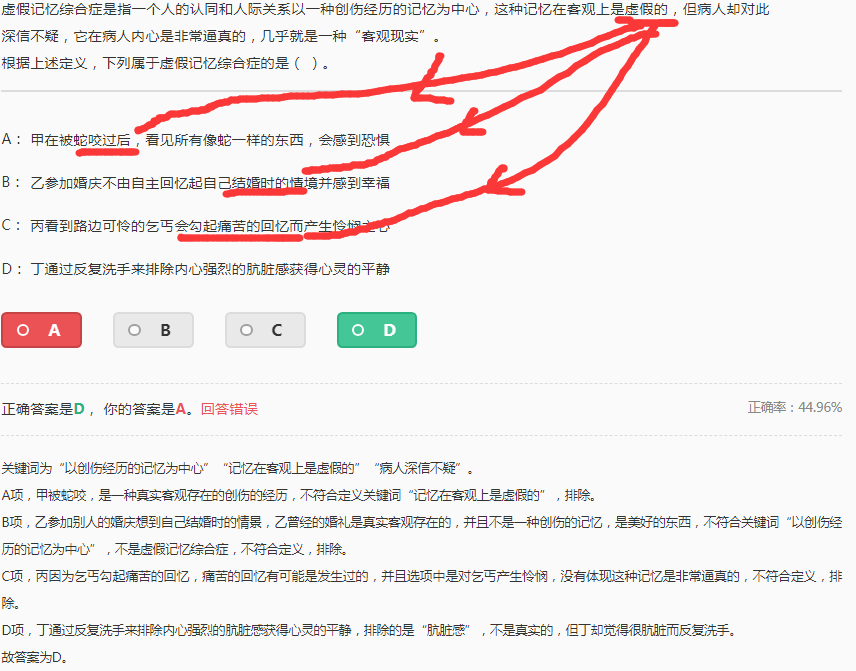 虚假记忆综合症是指一个人的认同和人际关系以一种创伤经历的记忆为中心，这种记忆在客观上是虚假的，但病人却对此
深信不疑，它在病人内心是非常逼真的，几乎就是一种“客观现实”。
根据上述定义，下列属于虚假记忆综合症的是（ ）。
A： 甲在被蛇咬过后，看见所有像蛇一样的东西，会感到恐惧
B： 乙参加婚庆不由自主回忆起自己结婚时的情境并感到幸福
C： 丙看到路边可怜的乞丐会勾起痛苦的回忆而产生怜悯之心
D： 丁通过反复洗手来排除内心强烈的肮脏感获得心灵的平静
A B C D
正确答案是D， 你的答案是A。回答错误 正确率：44.96%
关键词为“以创伤经历的记忆为中心”“记忆在客观上是虚假的”“病人深信不疑”。
A项，甲被蛇咬，是一种真实客观存在的创伤的经历，不符合定义关键词“记忆在客观上是虚假的”，排除。
B项，乙参加别人的婚庆想到自己结婚时的情景，乙曾经的婚礼是真实客观存在的，并且不是一种创伤的记忆，是美好的东西，不符合关键词“以创伤经
历的记忆为中心”，不是虚假记忆综合症，不符合定义，排除。
C项，丙因为乞丐勾起痛苦的回忆，痛苦的回忆有可能是发生过的，并且选项中是对乞丐产生怜悯，没有体现这种记忆是非常逼真的，不符合定义，排
除。
D项，丁通过反复洗手来排除内心强烈的肮脏感获得心灵的平静，排除的是“肮脏感”，不是真实的，但丁却觉得很肮脏而反复洗手。
故答案为D。